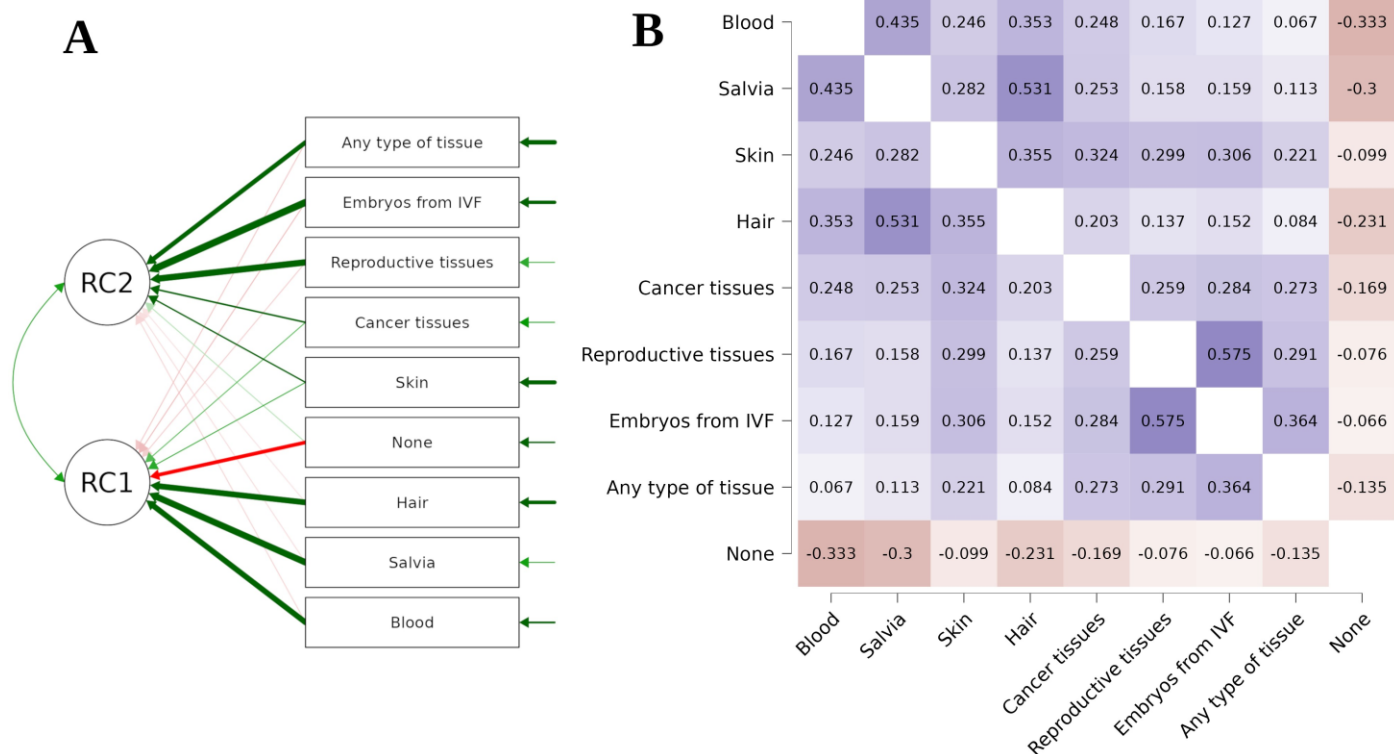 A
Any type of tissue
Embryos from IVF
Reproductive tissues
Cancer tissues
Skin
None
Hair
Salvia
Blood
RC2
RC1
B
Blood 0.435 0.246 0.353 0.248 0.167 0.127 0.067 -0.333
Salvia 0.435 0.282 0.531 0.253 0.158 0.159 0.113 -0.3
Skin 0.246 0.282 0.355 0.324 0.299 0.306 0.221 -0.099
Hair 0.353 0.531 0.355 0.203 0.137 0.152 0.084 -0.231
Cancer tissues 0.248 0.253 0.324 0.203 0.259 0.284 0.273 -0.169
Reproductive tissues 0.167 0.158 0.299 0.137 0.259 0.575 0.291 -0.076
Embryos from IVF 0.127 0.159 0.306 0.152 0.284 0.575 0.364 -0.066
Any type of tissue 0.067 0.113 0.221 0.084 0.273 0.291 0.364 -0.135
None -0.333 -0.3 -0.099 -0.231 -0.169 -0.076 -0.066 -0.135
Blood
Salvia
Skin
Hair
Cancer tissues
Reproductive tissues
Embryos from IVF
Any type of tissue
None